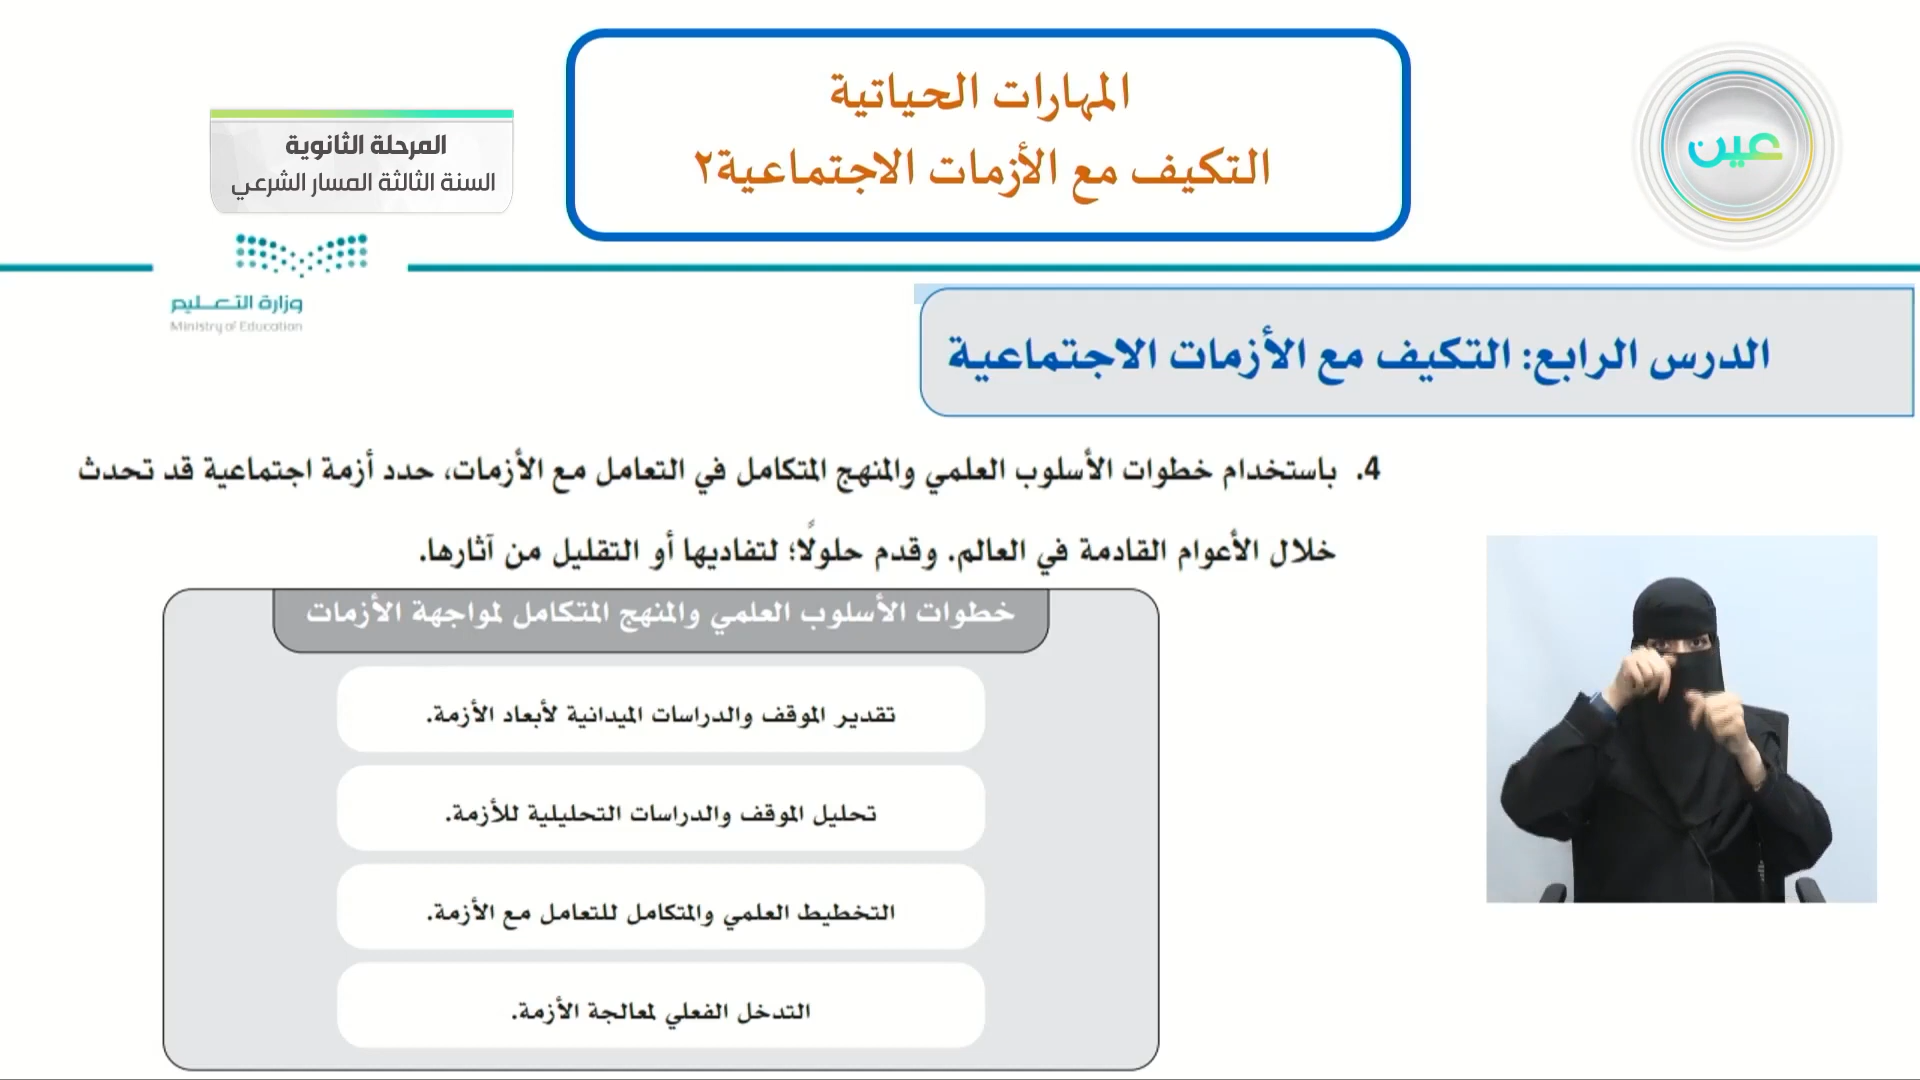 المهارات الحياتية
التكيف مع الأزمات الاجتماعية٢
عين
المرحلة الثانوية
السنة الثالثة المسار الشرعي
وزارة التعليم
Ministry of Education
الدرس الرابع: التكيف مع الأزمات الاجتماعية
4. باستخدام خطوات الأسلوب العلمي والمنهج المتكامل في التعامل مع الأزمات، حدد أزمة اجتماعية قد تحدث
خلال الأعوام القادمة في العالم. وقدم حلولًا؛ لتفاديها أو التقليل من آثارها.
خطوات الأسلوب العلمي والمنهج المتكامل لمواجهة الأزمات
تقدير الموقف والدراسات الميدانية لأبعاد الأزمة.
تحليل الموقف والدراسات التحليلية للأزمة.
التخطيط العلمي والمتكامل للتعامل مع الأزمة.
التدخل الفعلي لمعالجة الأزمة.